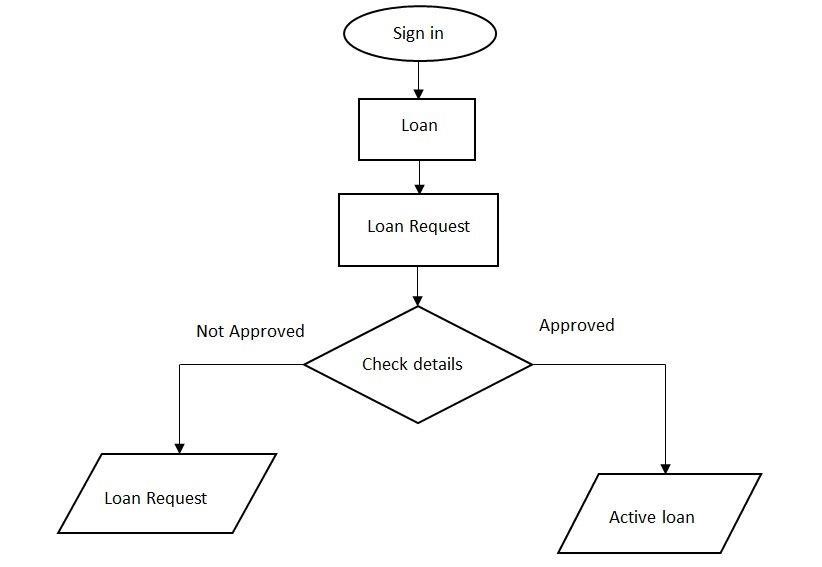 Sign in
Loan
Loan Request
Not Approved
Approved
Check details
Loan Request
Active loan